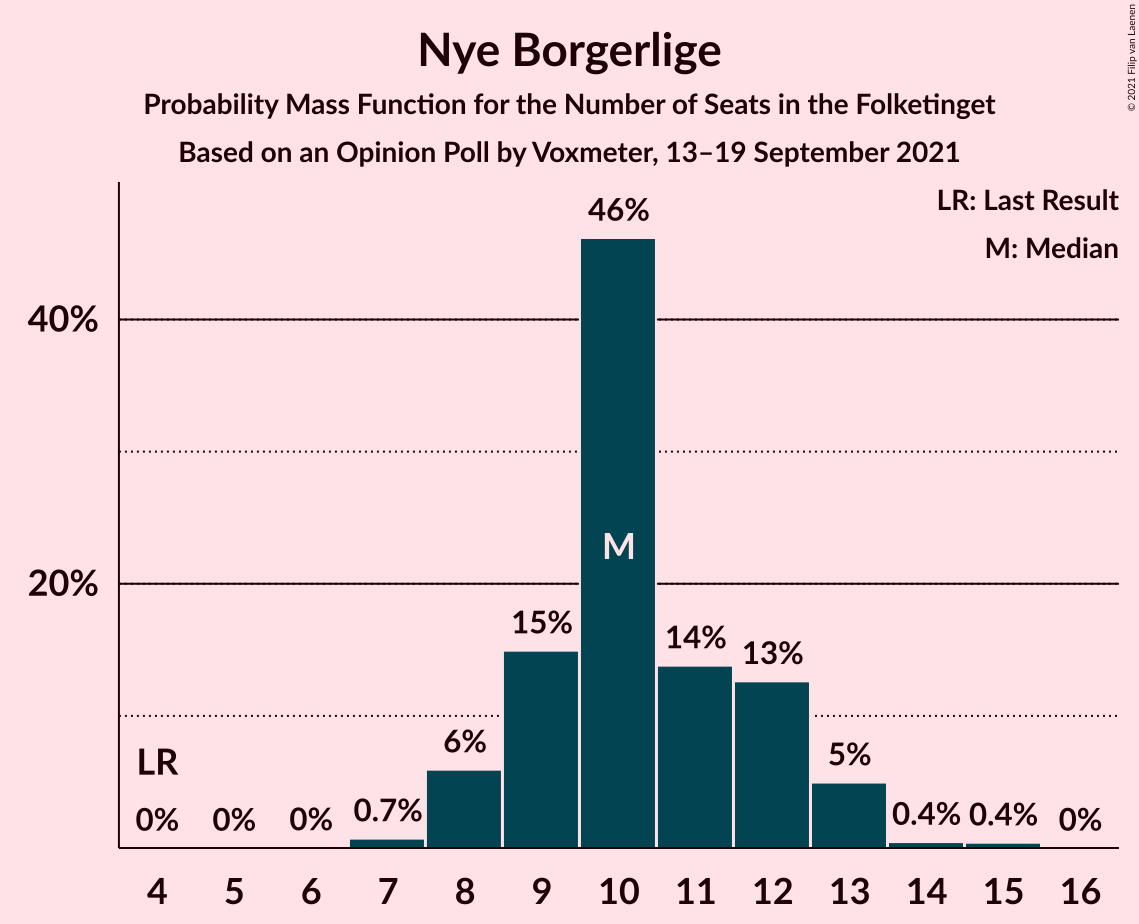 Nye Borgerlige
Probability Mass Function for the Number of Seats in the Folketinget
Based on an Opinion Poll by Voxmeter, 13–19 September 2021
© 2021 Filip van Laenen
LR: Last Result
M: Median
46%
40%
M
20%
15%
14%
13%
LR
6%
5%
0%
0%
0%
0.7%
0.4%
0.4%
0%
4 5 6 7 8 9 10 11 12 13 14 15 16